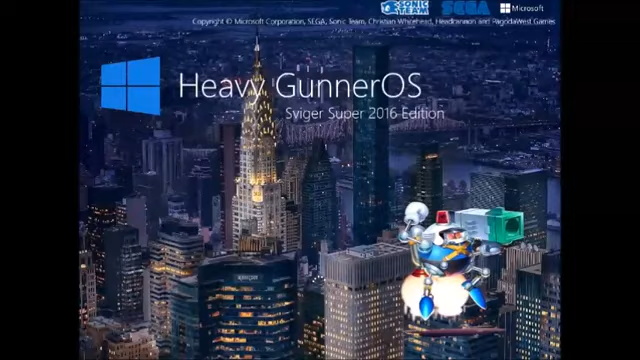 SONIC TEAM
SEGA
Microsoft
Copyright © Microsoft Corporation, SEGA, Sonic Team, Christian Whitehead, Headcannon and PagodaWest Games
Heavy GunnerOS
Sviger Super 2016 Edition